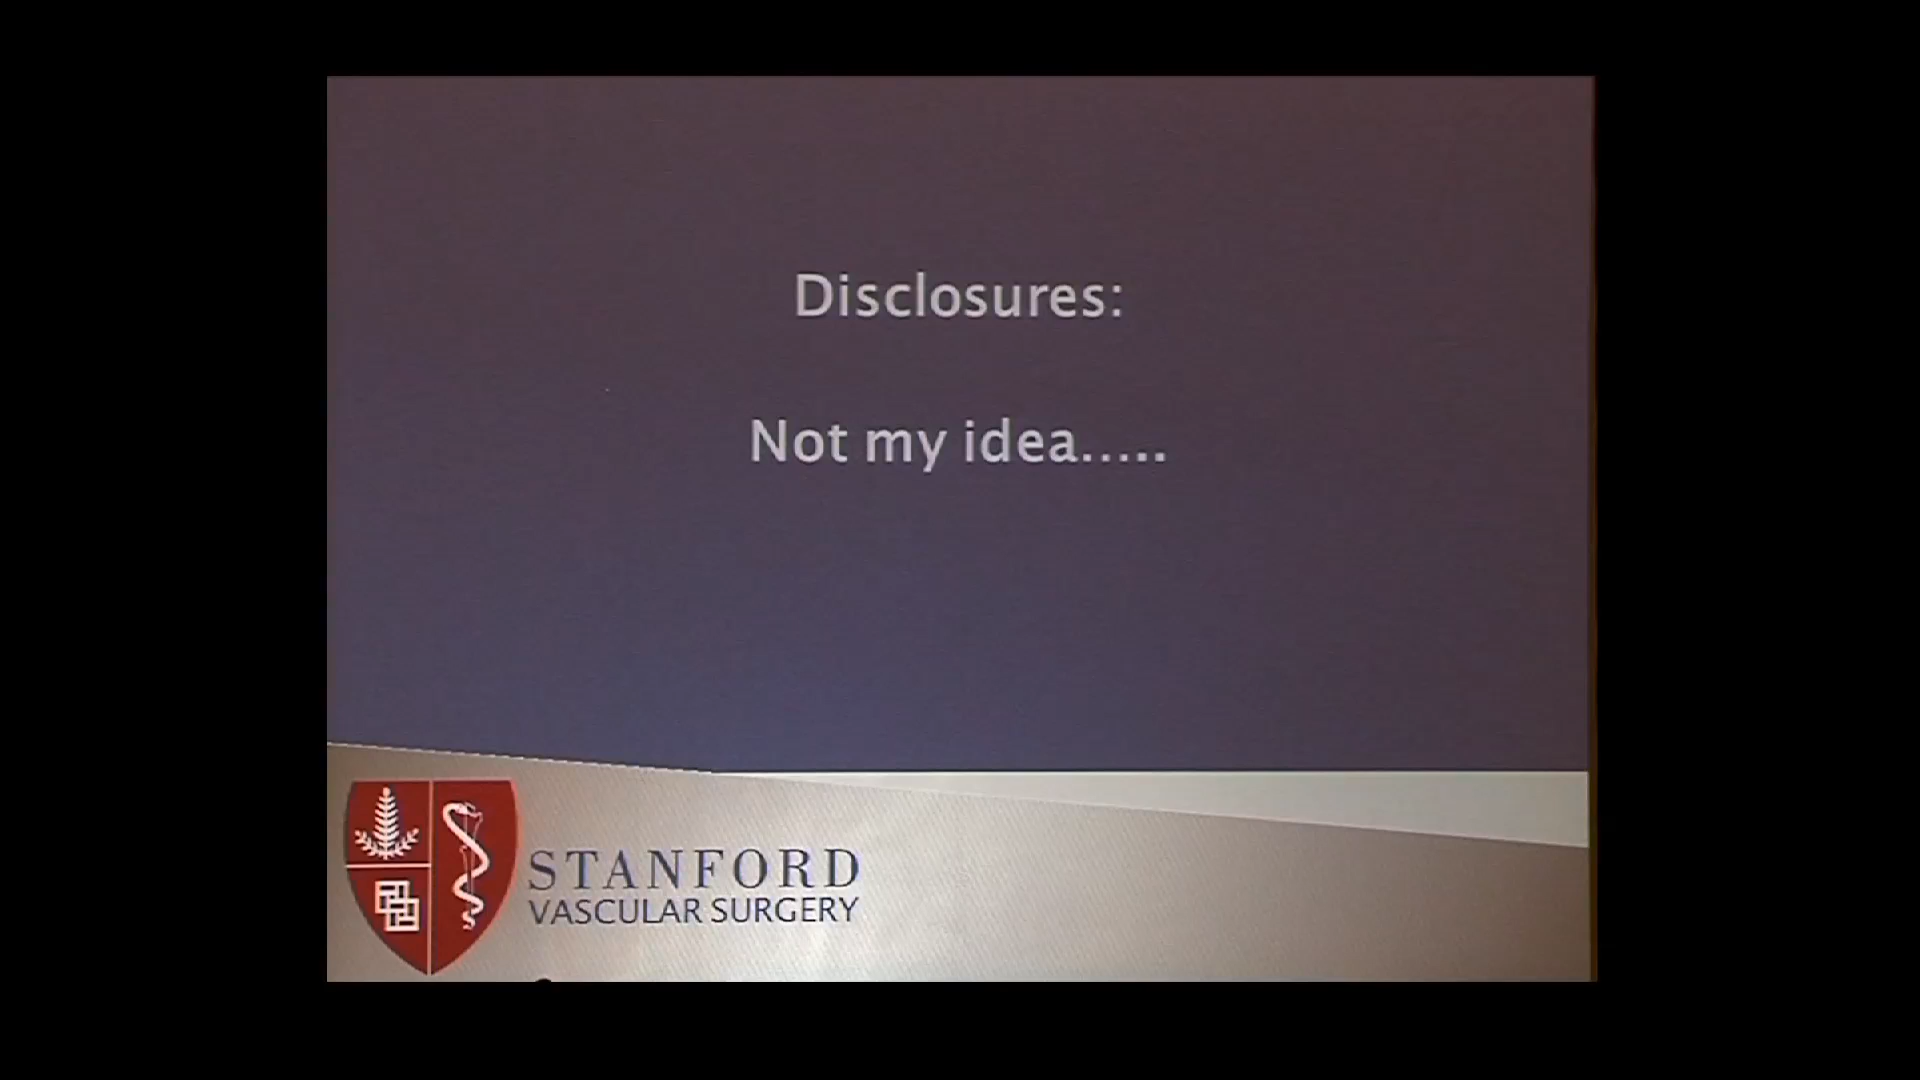 Disclosures:
Not my idea.....
STANFORD
VASCULAR SURGERY